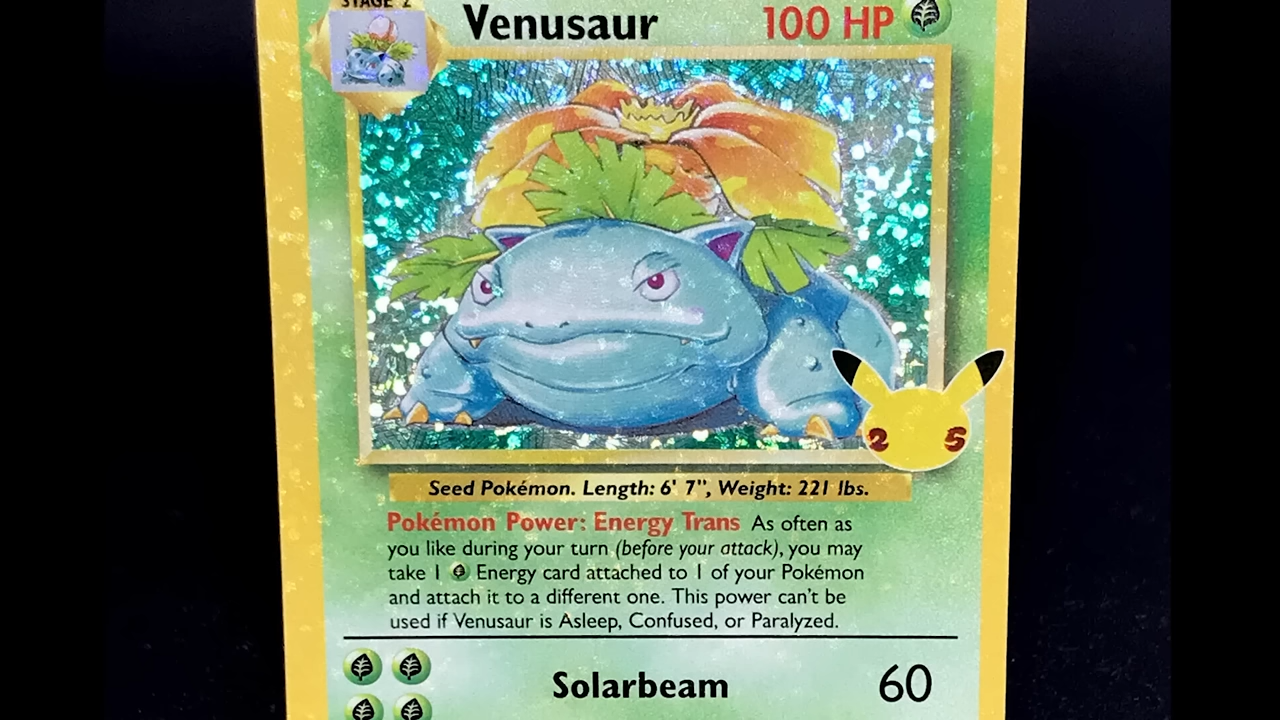 STAGE 2
Venusaur 100 HP
25
Seed Pokémon. Length: 6' 7", Weight: 221 lbs.
Pokémon Power: Energy Trans As often as
you like during your turn (before your attack), you may
take 1 Energy card attached to 1 of your Pokémon
and attach it to a different one. This power can't be
used if Venusaur is Asleep, Confused, or Paralyzed.
Solarbeam 60